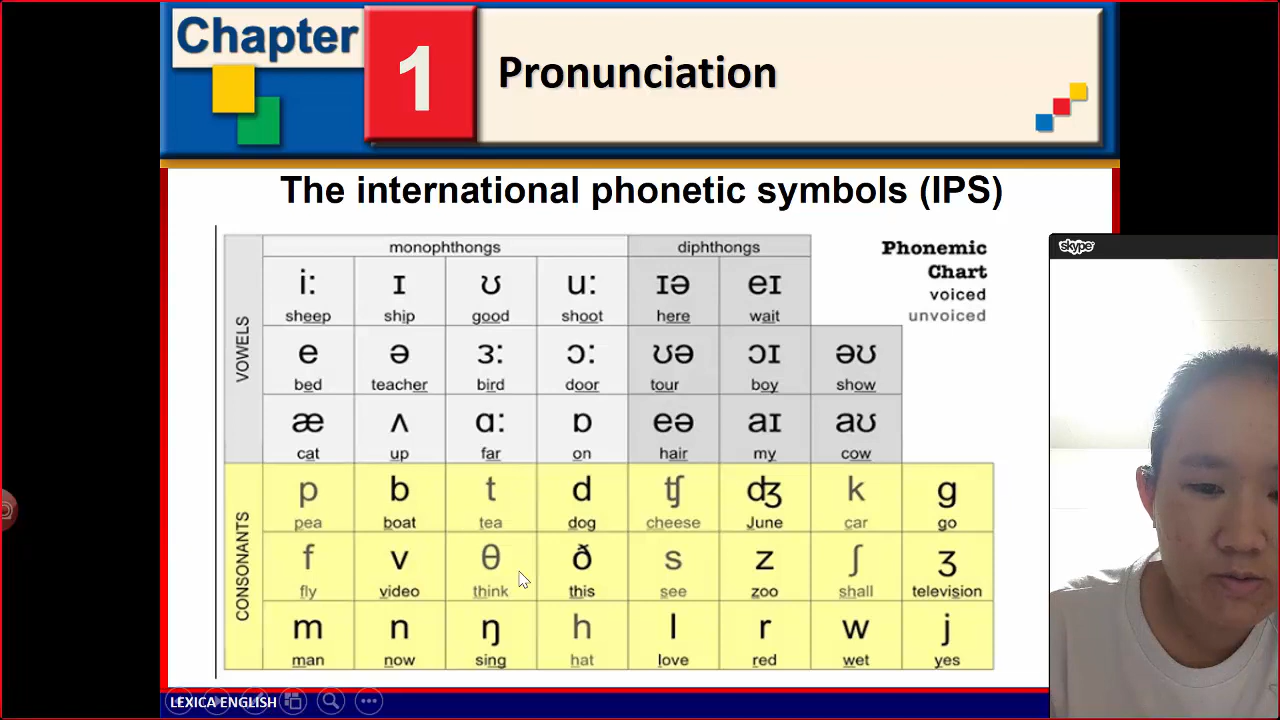 Chapter 1 Pronunciation
The international phonetic symbols (IPS)
monophthongs diphthongs
Phonemic
Chart
voiced
unvoiced
VOWELS
iː ɪ ʊ uː ɪə eɪ
sheep ship good shoot here wait
e ə ɜː ɔː ʊə ɔɪ əʊ
bed teacher bird door tour boy show
æ ʌ ɑː ɒ eə aɪ aʊ
cat up far on hair my cow
CONSONANTS
p b t d ʧ ʤ k g
pea boat tea dog cheese June car go
f v θ ð s z ʃ ʒ
fly video think this see zoo shall television
m n ŋ h l r w j
man now sing hat love red wet yes
LEXICA ENGLISH
skype